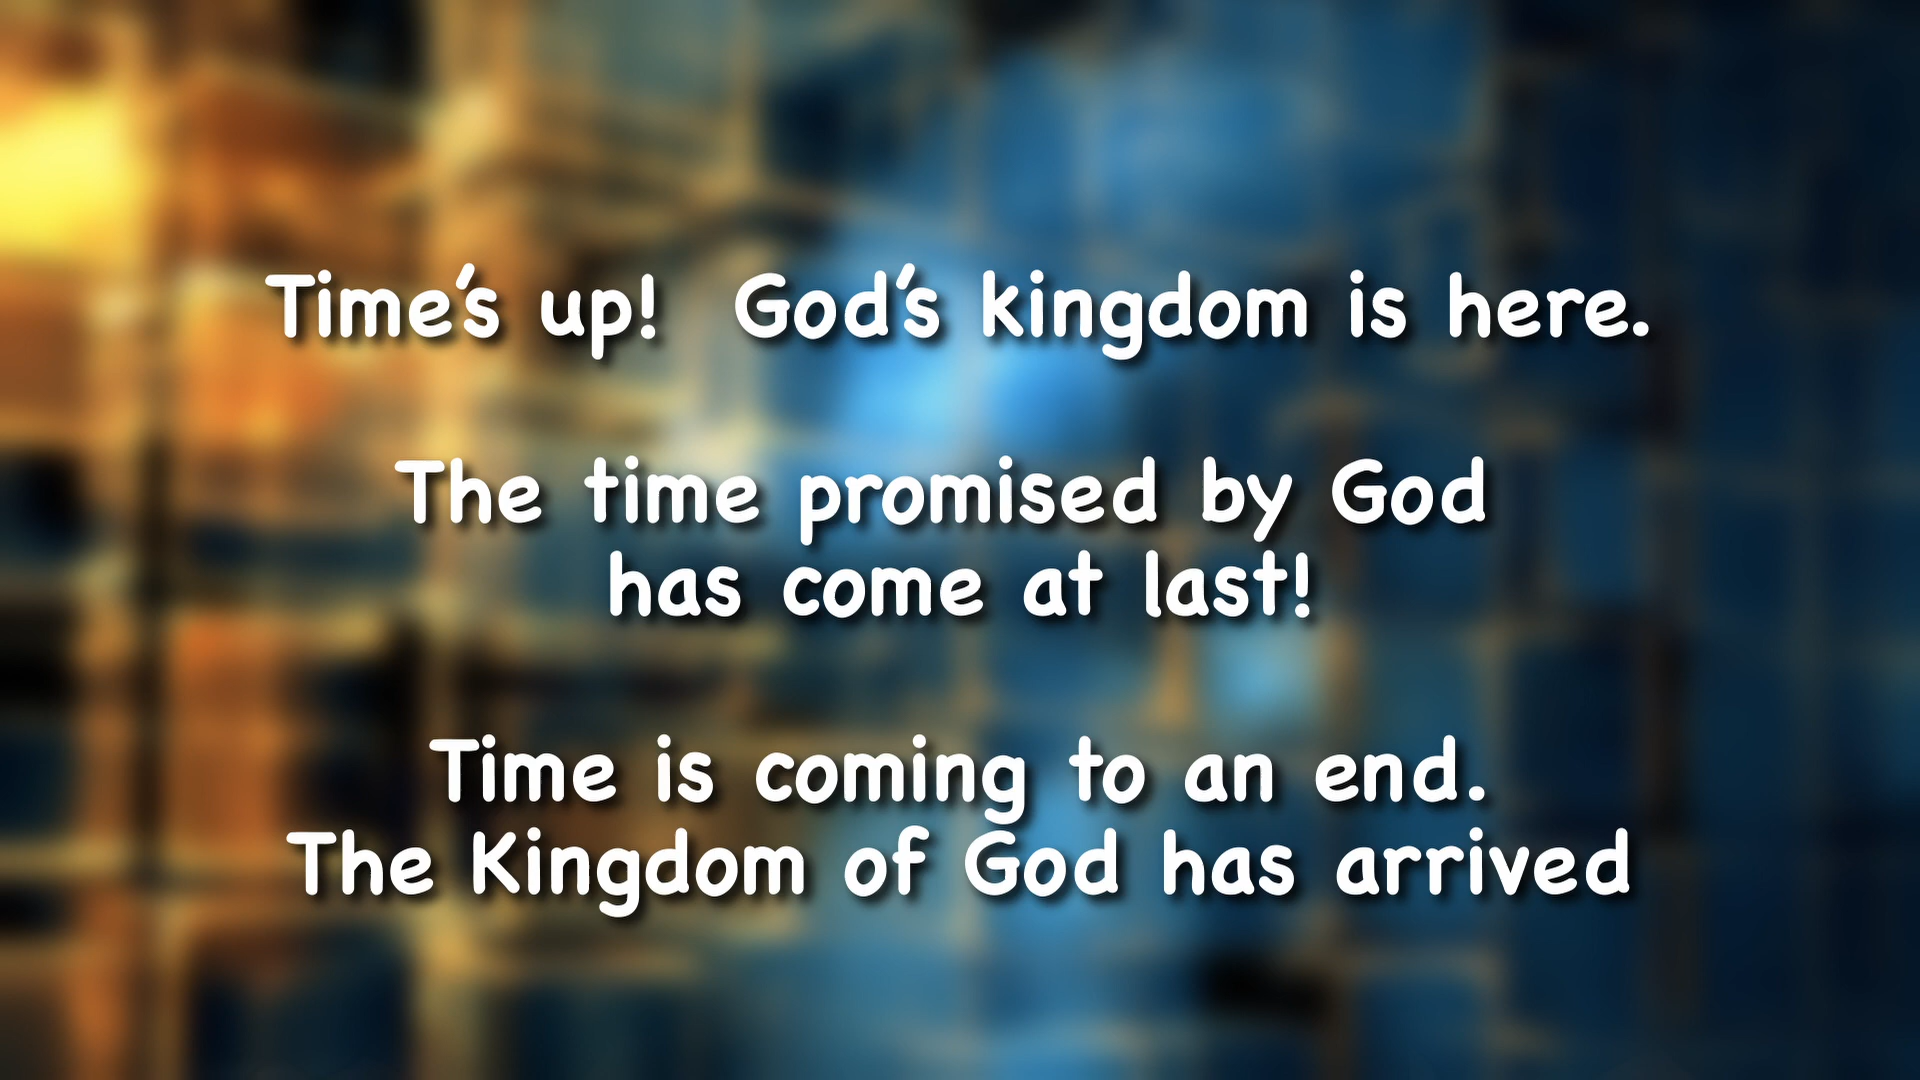 Time's up!  God's kingdom is here.
The time promised by God
has come at last!
Time is coming to an end.
The Kingdom of God has arrived